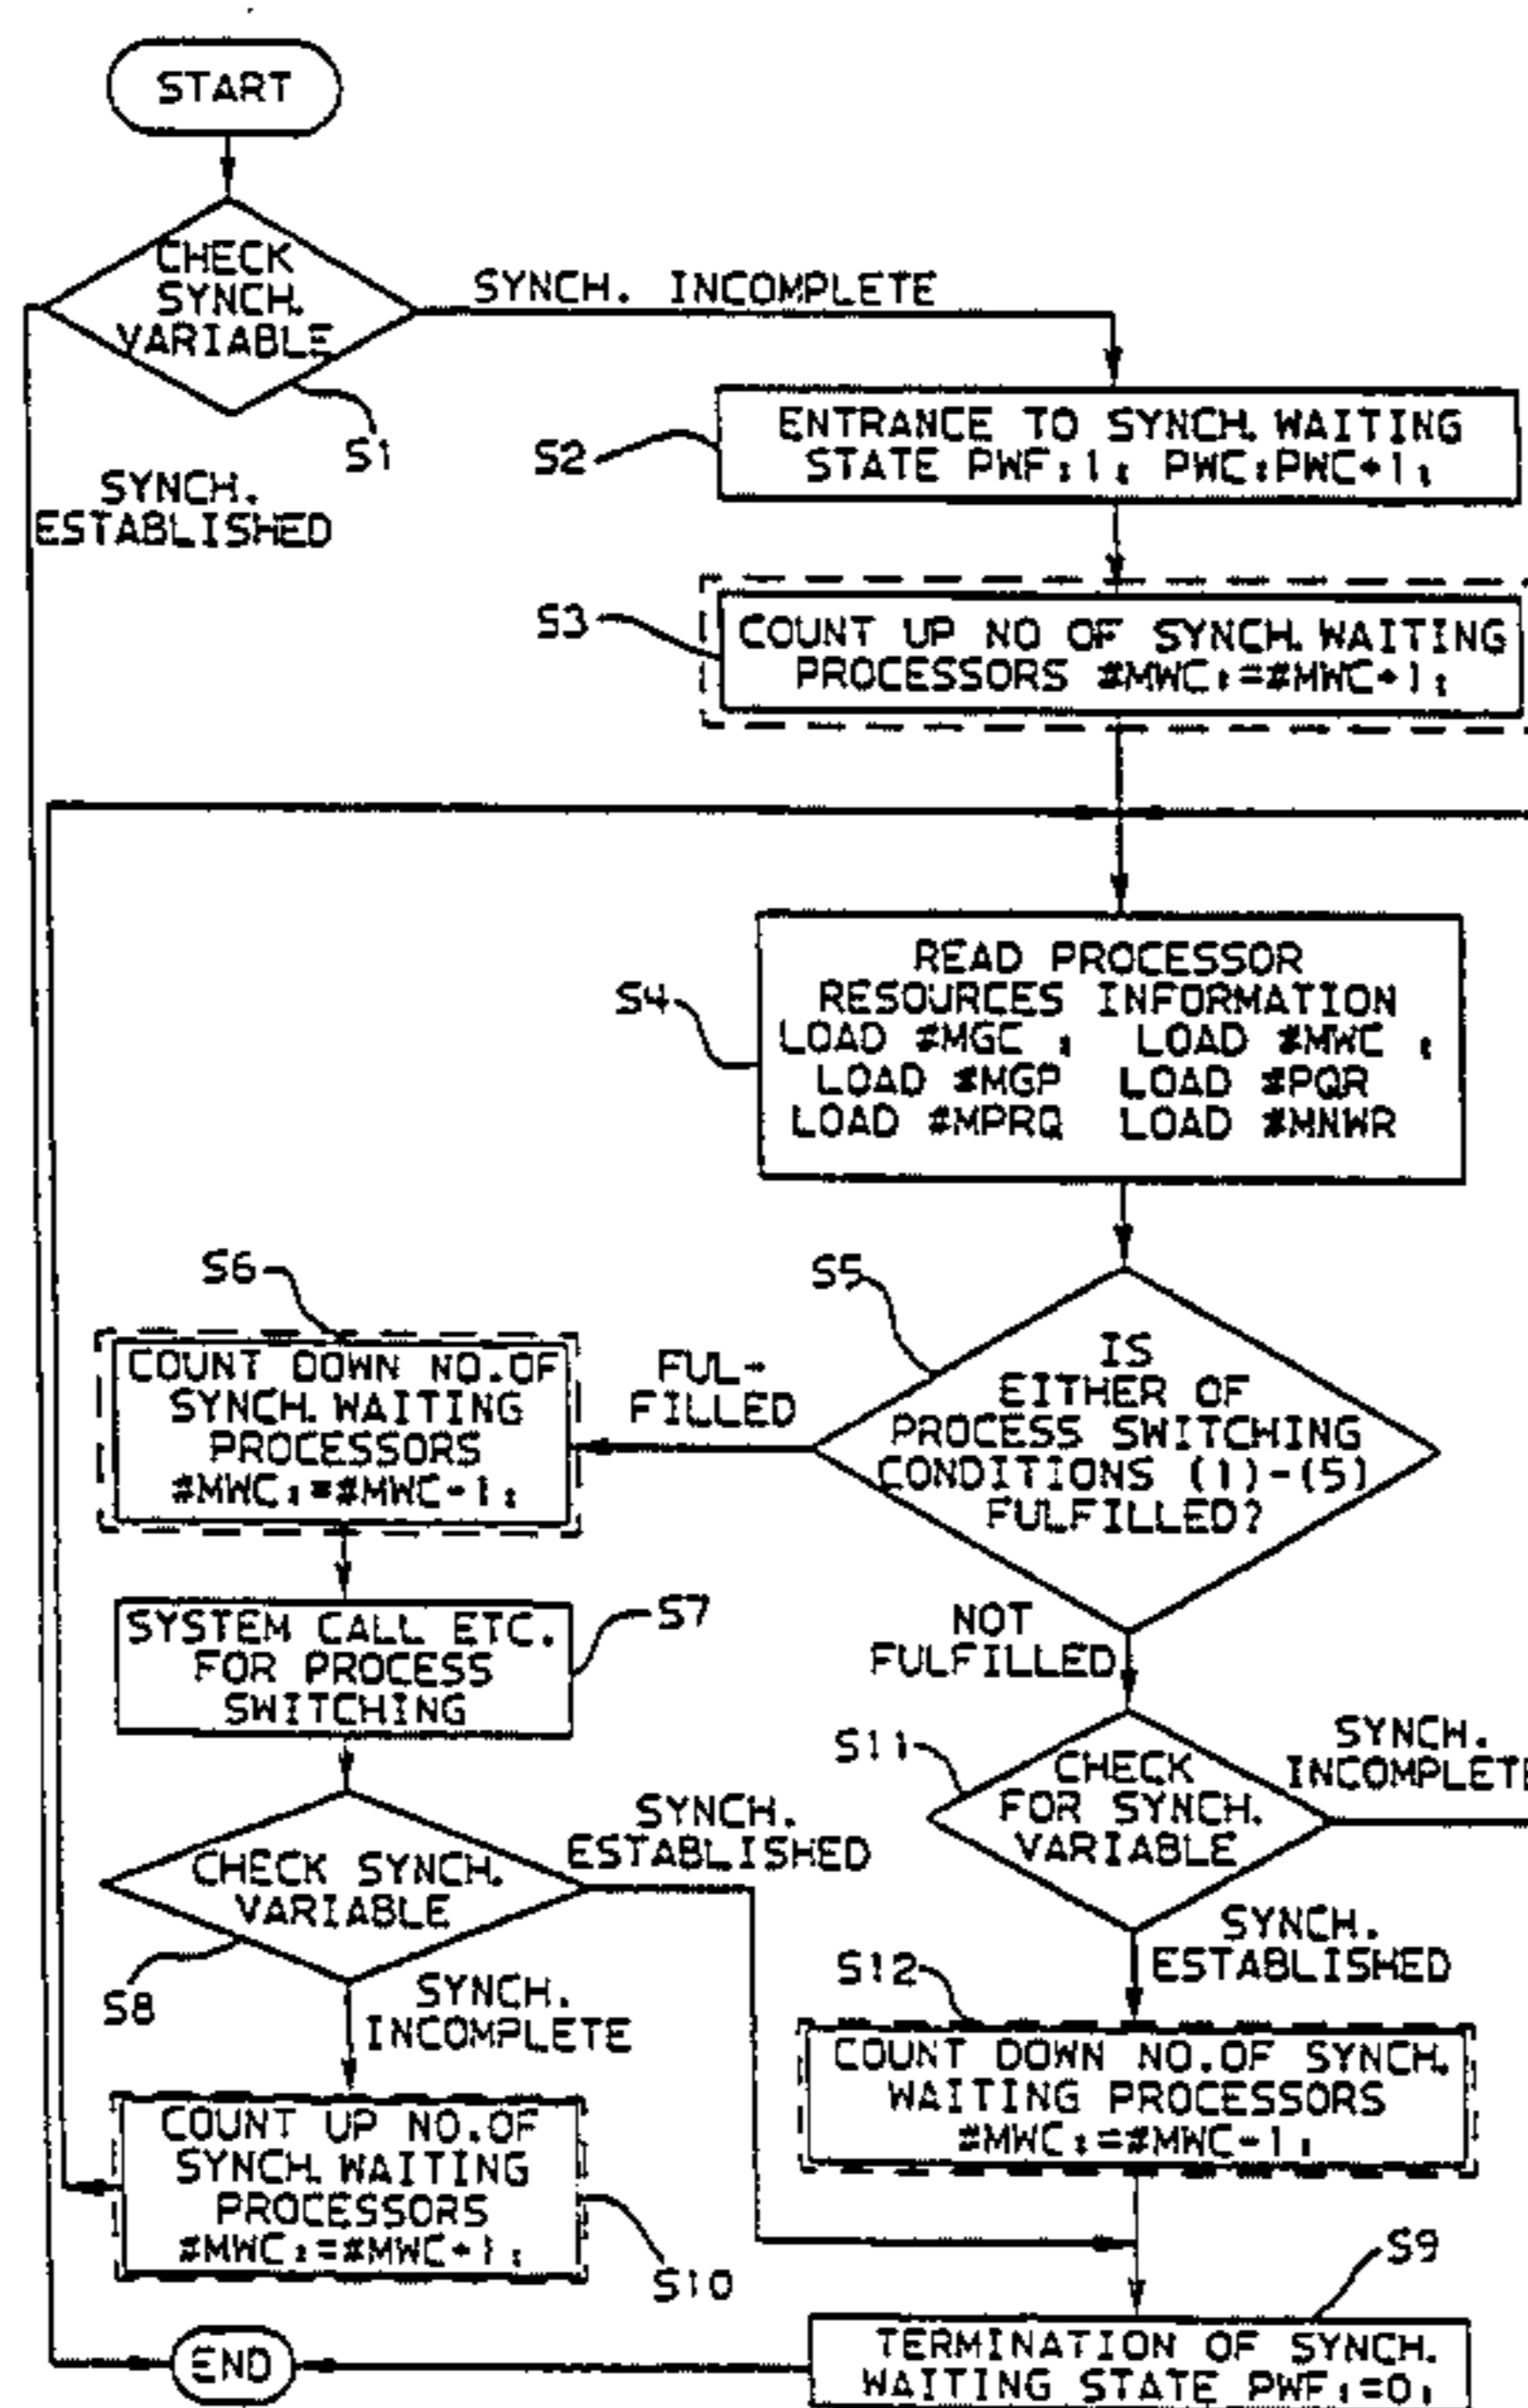 START
CHECK
SYNCH.
VARIABLE
SYNCH. INCOMPLETE
S1
SYNCH.
ESTABLISHED
S2
ENTRANCE TO SYNCH. WAITING
STATE PWF:1; PWC:PWC+1;
S3
COUNT UP NO OF SYNCH. WAITING
PROCESSORS #MWC:=#MWC+1;
S4
READ PROCESSOR
RESOURCES INFORMATION
LOAD #MGC ; LOAD #MWC ;
LOAD #MGP LOAD #PQR
LOAD #MPRQ LOAD #MNWR
S5
IS
EITHER OF
PROCESS SWITCHING
CONDITIONS (1)-(5)
FULFILLED?
S6
FUL-
FILLED
COUNT DOWN NO.OF
SYNCH. WAITING
PROCESSORS
#MWC:=#MWC-1;
S7
SYSTEM CALL ETC.
FOR PROCESS
SWITCHING
NOT
FULFILLED
S11
CHECK
FOR SYNCH.
VARIABLE
SYNCH.
INCOMPLETE
CHECK SYNCH.
VARIABLE
SYNCH.
ESTABLISHED
S8
SYNCH.
INCOMPLETE
SYNCH.
ESTABLISHED
S12
COUNT DOWN NO.OF SYNCH.
WAITING PROCESSORS
#MWC:=#MWC-1;
COUNT UP NO.OF
SYNCH. WAITING
PROCESSORS
#MWC:=#MWC+1;
S10
S9
TERMINATION OF SYNCH.
WAITING STATE PWF:=0;
END